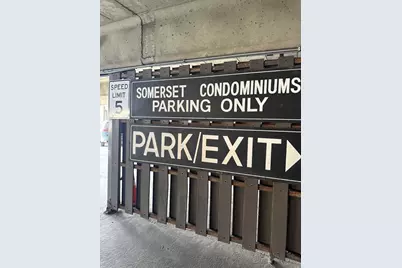 SPEED
LIMIT
5
SOMERSET CONDOMINIUMS
PARKING ONLY
PARK/EXIT